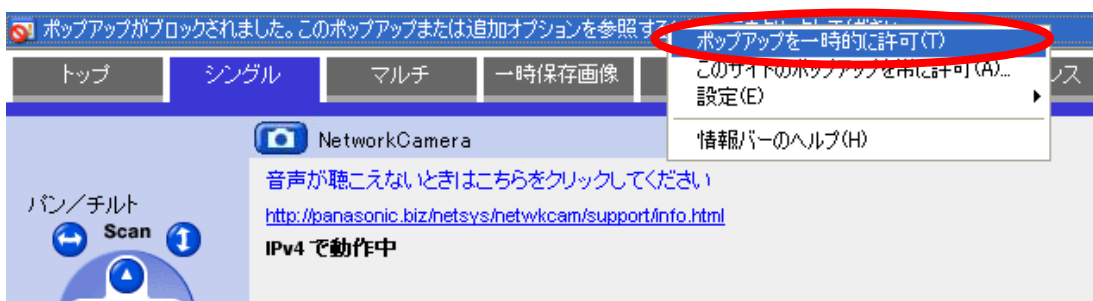 ポップアップがブロックされました。このポップアップまたは追加オプションを参照する
ポップアップを一時的に許可(T)
このサイトのポップアップを常に許可(A)...
設定(E)
情報バーのヘルプ(H)
トップ
シングル
マルチ
一時保存画像
ンス
NetworkCamera
音声が聴こえないときはこちらをクリックしてください
http://panasonic.biz/netsys/netwkcam/support/info.html
IPv4 で動作中
パン／チルト
Scan